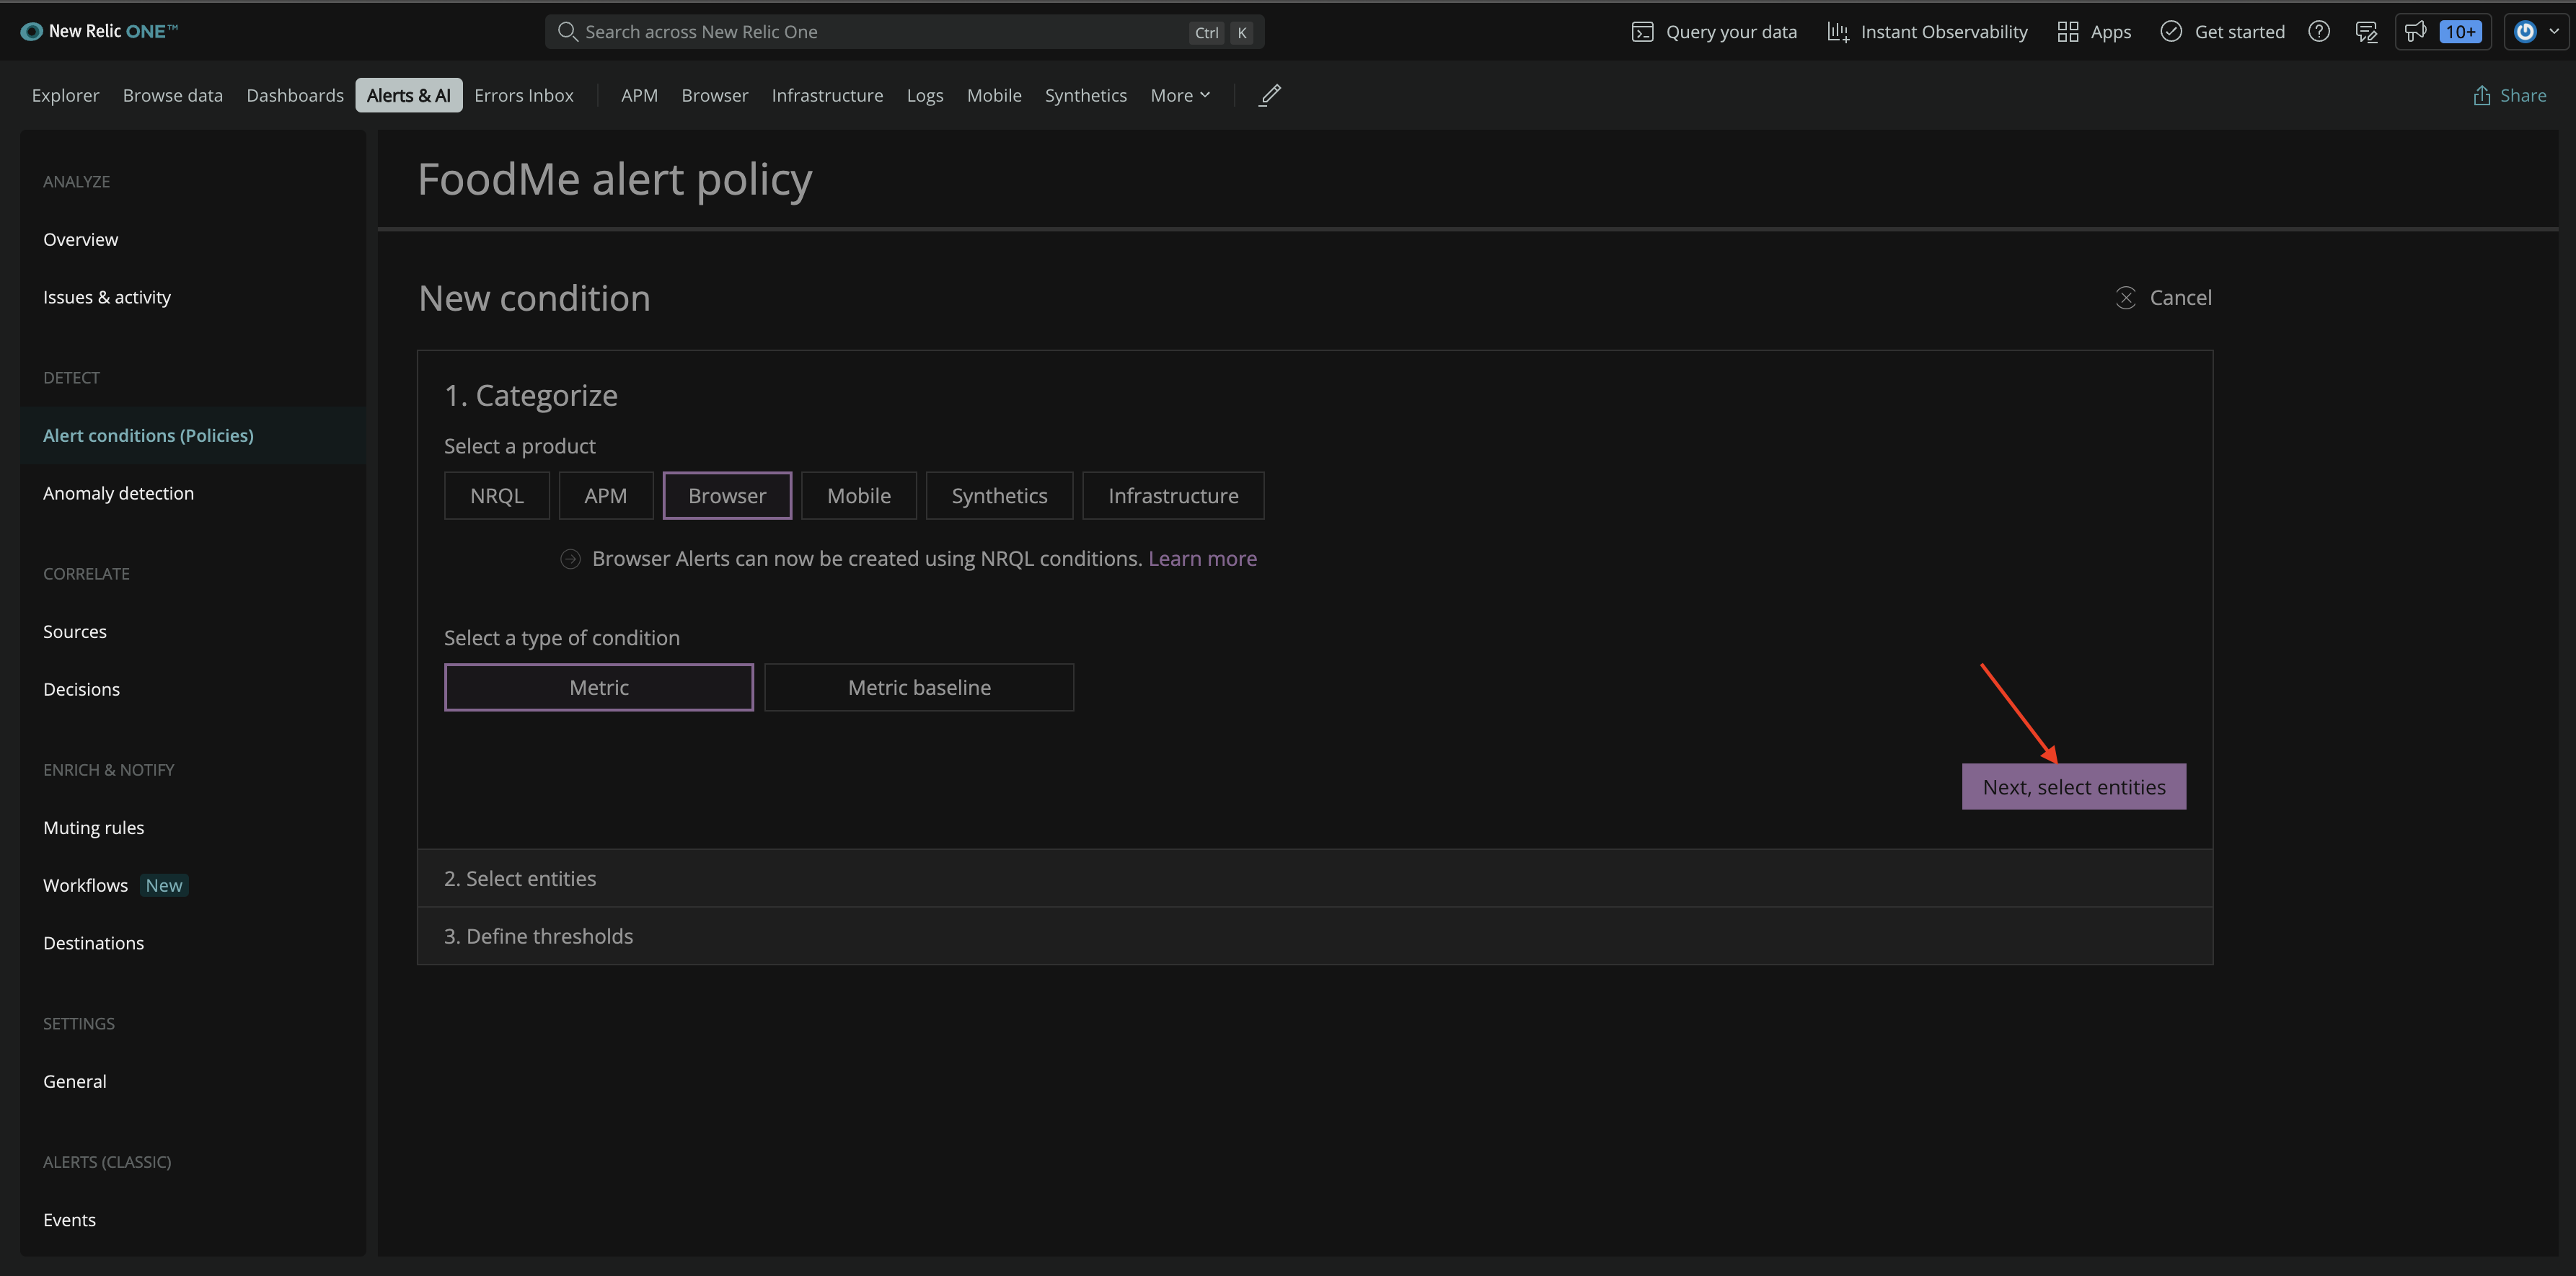 New Relic ONE™
Search across New Relic One
Ctrl K
Query your data
Instant Observability
Apps
Get started
10+
Explorer
Browse data
Dashboards
Alerts & AI
Errors Inbox
APM
Browser
Infrastructure
Logs
Mobile
Synthetics
More
Share
ANALYZE
Overview
Issues & activity
DETECT
Alert conditions (Policies)
Anomaly detection
CORRELATE
Sources
Decisions
ENRICH & NOTIFY
Muting rules
Workflows New
Destinations
SETTINGS
General
ALERTS (CLASSIC)
Events
FoodMe alert policy
New condition
Cancel
1. Categorize
Select a product
NRQL
APM
Browser
Mobile
Synthetics
Infrastructure
Browser Alerts can now be created using NRQL conditions. Learn more
Select a type of condition
Metric
Metric baseline
Next, select entities
2. Select entities
3. Define thresholds